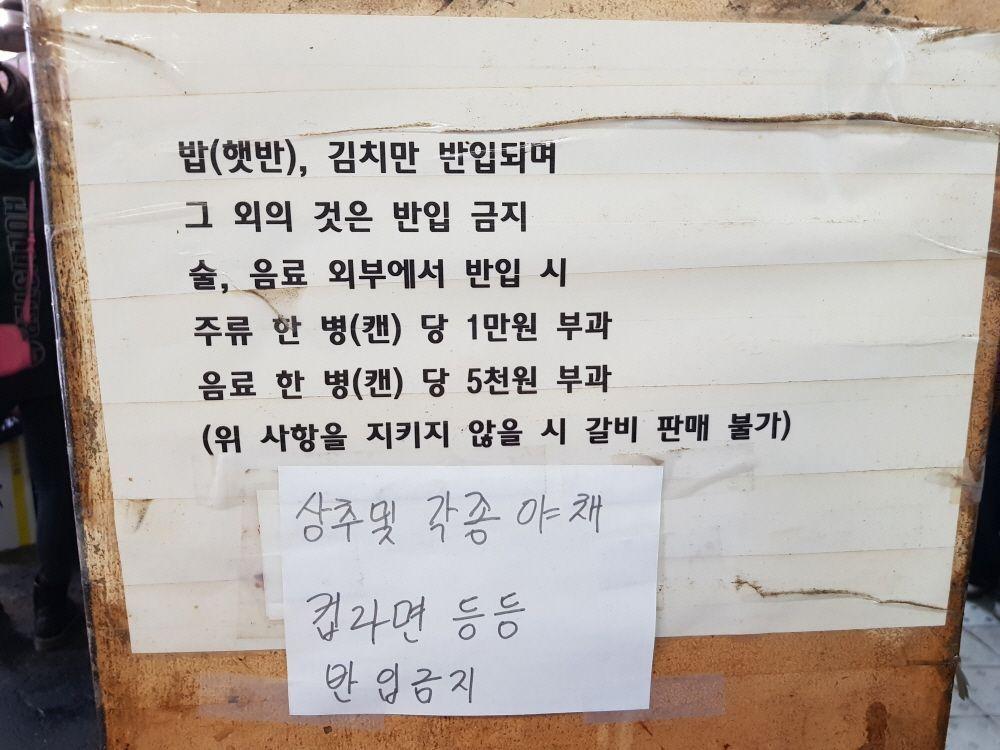 밥(햇반), 김치만 반입되며
그 외의 것은 반입 금지
술, 음료 외부에서 반입 시
주류 한 병(캔) 당 1만원 부과
음료 한 병(캔) 당 5천원 부과
(위 사항을 지키지 않을 시 갈비 판매 불가)
상추및 각종 야채
컵라면 등등
반입금지